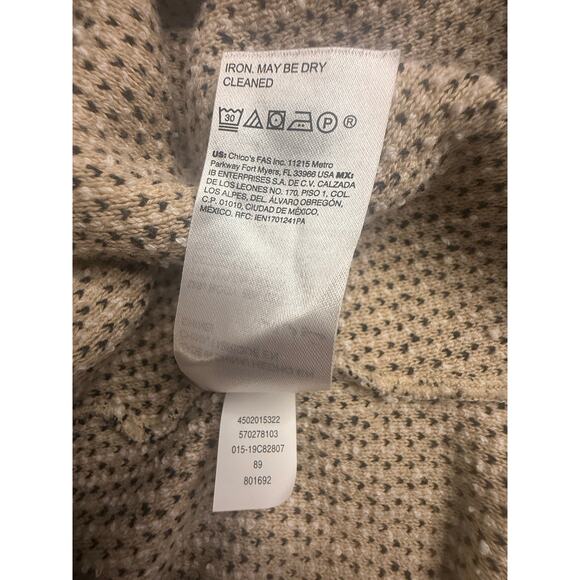 IRON. MAY BE DRY
CLEANED
30 P ®
US: Chico's FAS Inc. 11215 Metro
Parkway Fort Myers, FL 33966 USA MX:
IB ENTERPRISES S.A. DE C.V. CALZADA
DE LOS LEONES NO. 170, PISO 1, COL.
LOS ALPES, DEL. ÁLVARO OBREGÓN,
C.P. 01010, CIUDAD DE MÉXICO,
MÉXICO. RFC: IEN1701241PA
4502015322
570278103
015-19C82807
89
801692